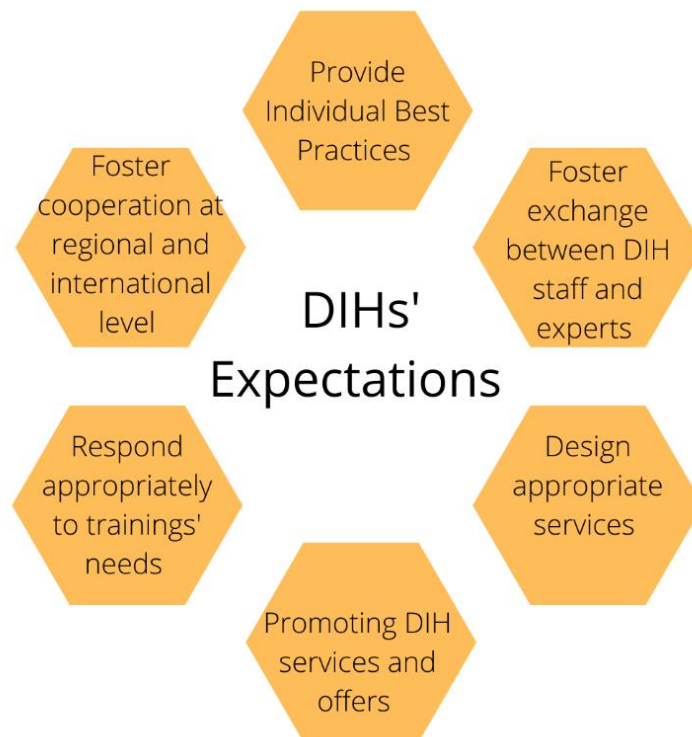 Provide
Individual Best
Practices
Foster
cooperation at
regional and
international
level
Foster
exchange
between DIH
staff and
experts
DIHs'
Expectations
Respond
appropriately
to trainings'
needs
Design
appropriate
services
Promoting DIH
services and
offers